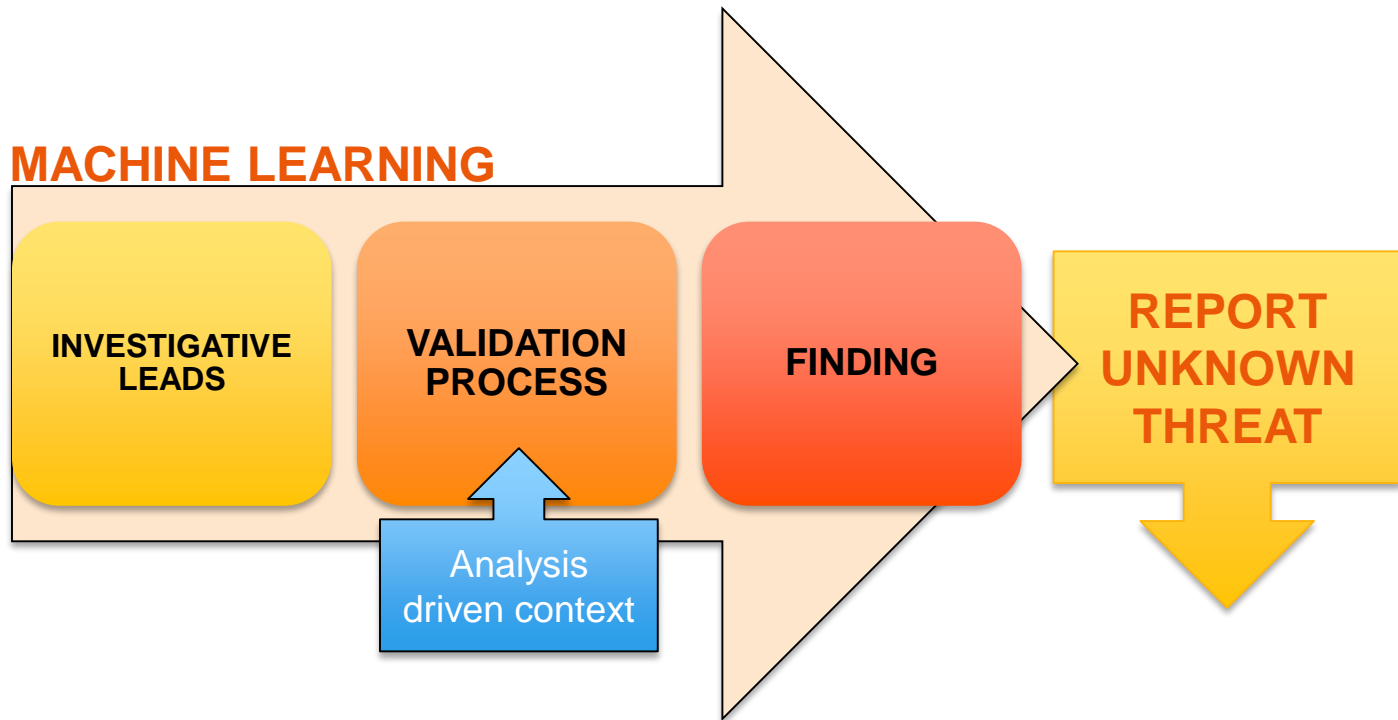 MACHINE LEARNING
INVESTIGATIVE
LEADS
VALIDATION
PROCESS
FINDING
REPORT
UNKNOWN
THREAT
Analysis
driven context